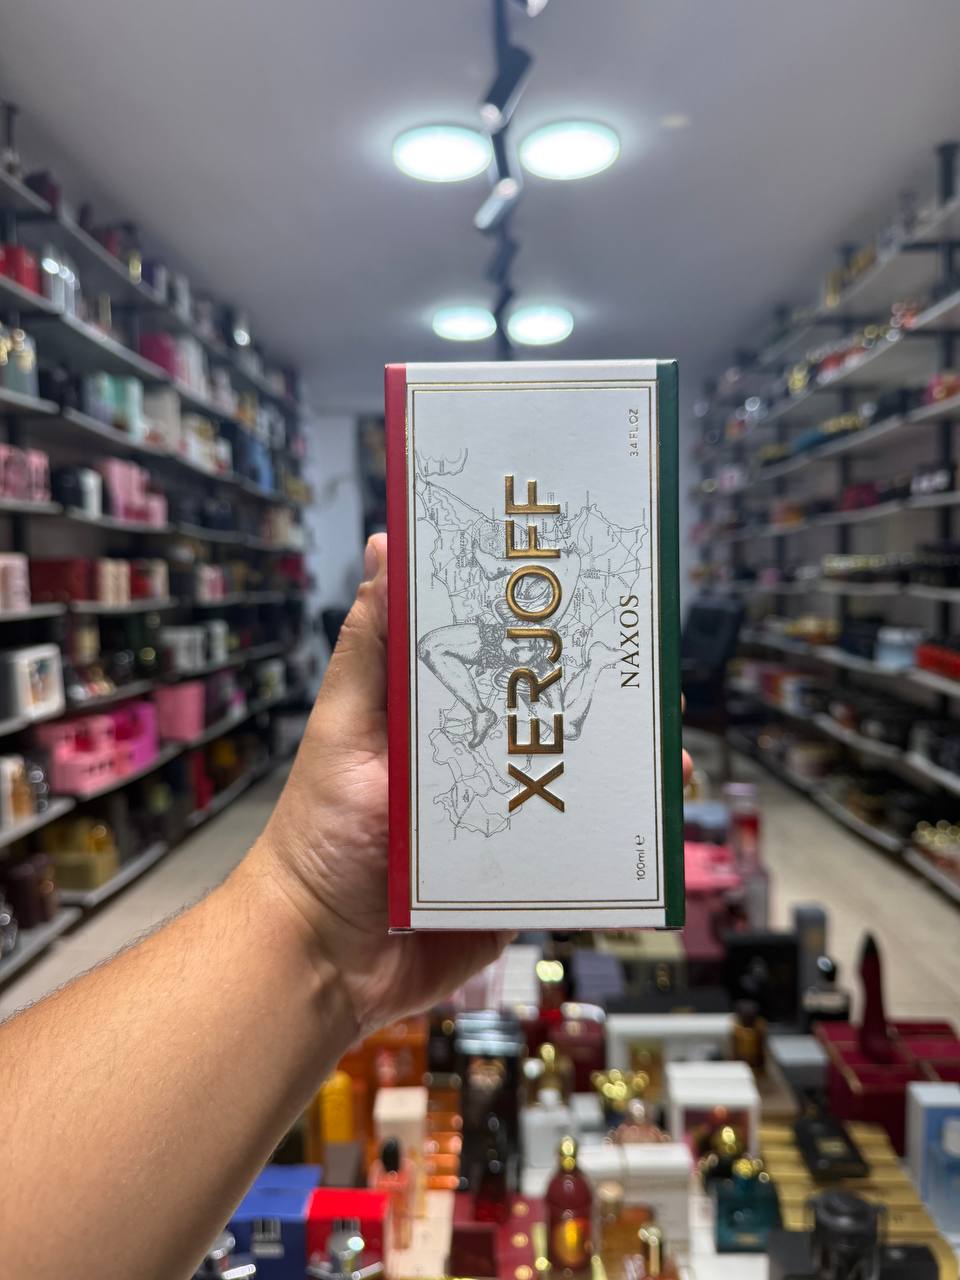 XERJOFF
NAXOS
100ml ℮
3.4 FL.OZ